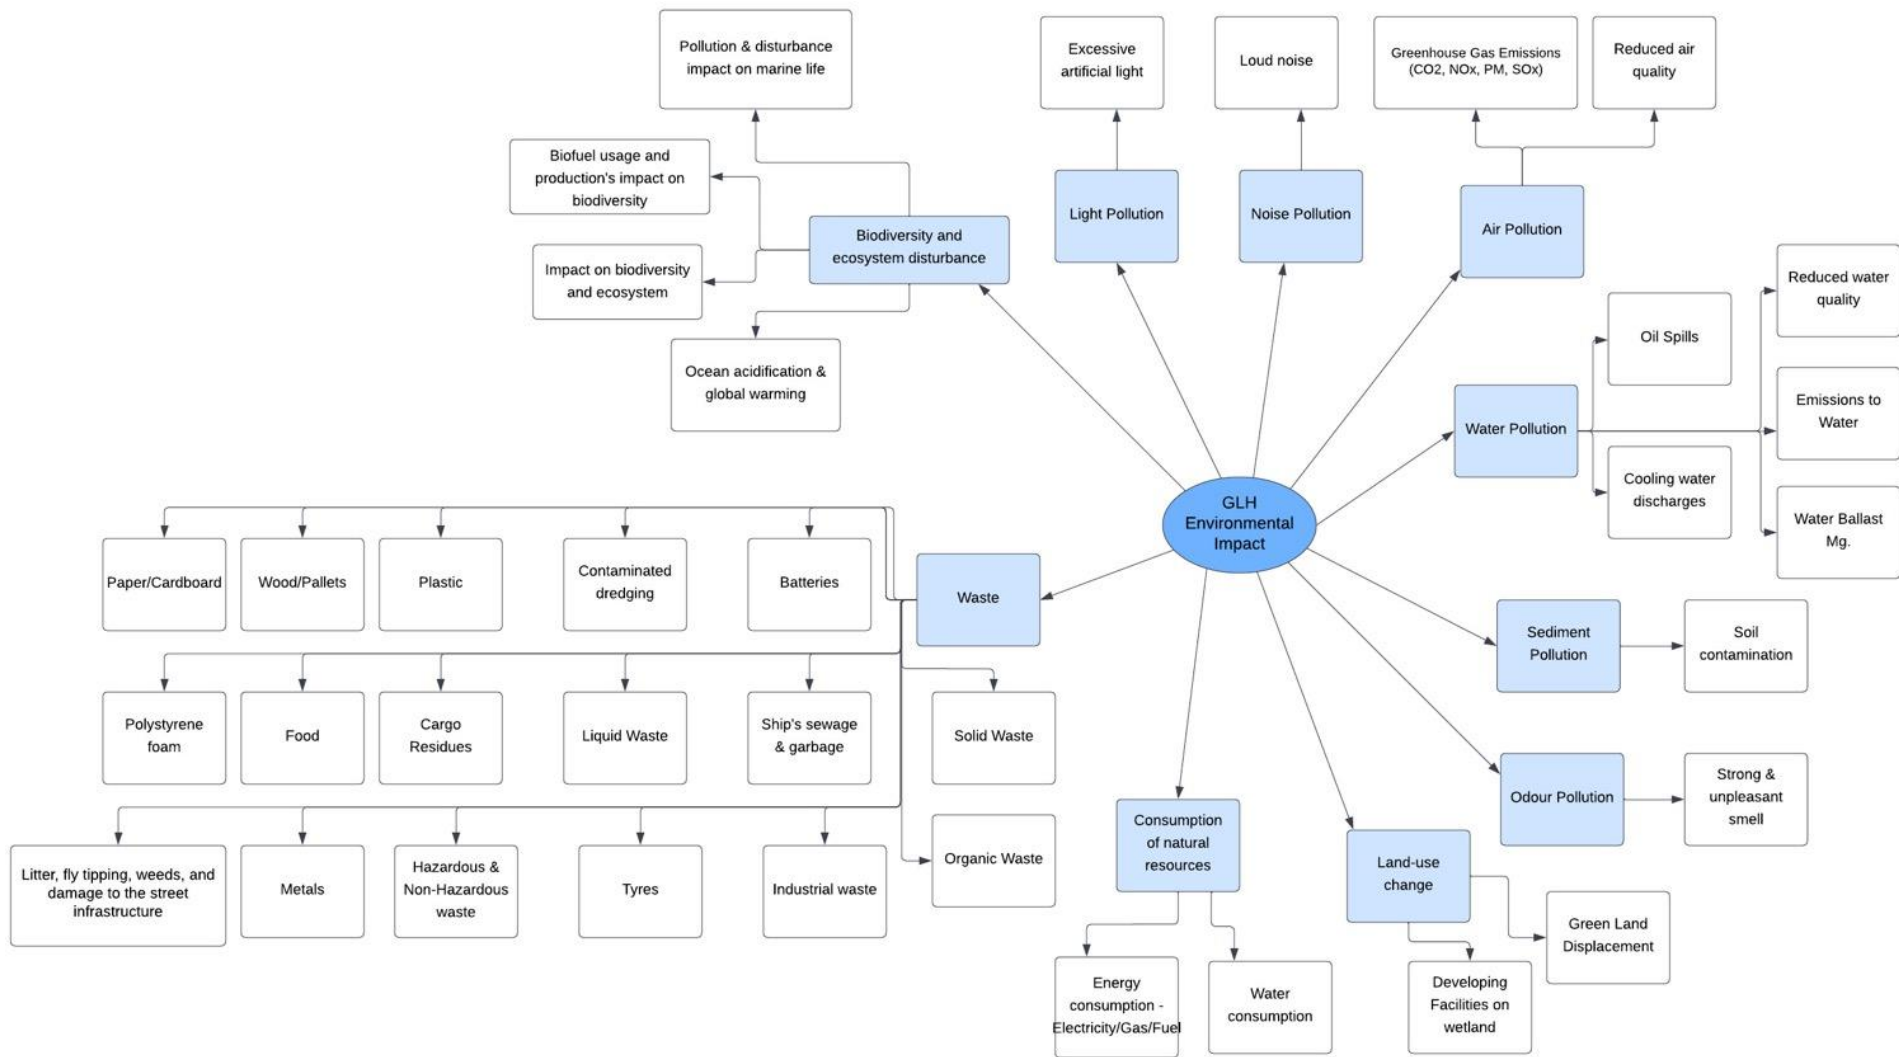 Pollution & disturbance
impact on marine life
Excessive
artificial light
Loud noise
Greenhouse Gas Emissions
(CO2, NOx, PM, SOx)
Reduced air
quality
Biofuel usage and
production's impact on
biodiversity
Light Pollution
Noise Pollution
Air Pollution
Biodiversity and
ecosystem disturbance
Impact on biodiversity
and ecosystem
Reduced water
quality
Oil Spills
Ocean acidification &
global warming
Emissions to
Water
Water Pollution
Cooling water
discharges
Water Ballast
Mg.
GLH
Environmental
Impact
Paper/Cardboard
Wood/Pallets
Plastic
Contaminated
dredging
Batteries
Waste
Sediment
Pollution
Soil
contamination
Polystyrene
foam
Food
Cargo
Residues
Liquid Waste
Ship's sewage
& garbage
Solid Waste
Odour Pollution
Strong &
unpleasant
smell
Consumption
of natural
resources
Land-use
change
Litter, fly tipping, weeds, and
damage to the street
infrastructure
Metals
Hazardous &
Non-Hazardous
waste
Tyres
Industrial waste
Organic Waste
Green Land
Displacement
Energy
consumption -
Electricity/Gas/Fuel
Water
consumption
Developing
Facilities on
wetland